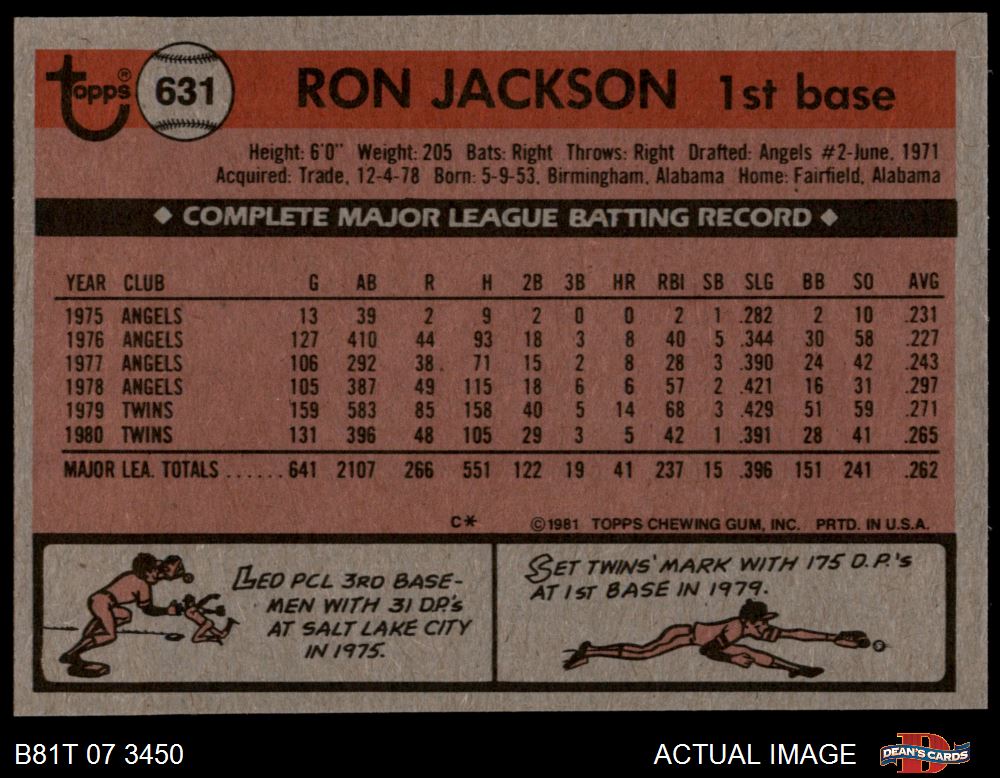 topps® 631 RON JACKSON 1st base
Height: 6'0" Weight: 205 Bats: Right Throws: Right Drafted: Angels #2-June, 1971
Acquired: Trade, 12-4-78 Born: 5-9-53, Birmingham, Alabama Home: Fairfield, Alabama
◆ COMPLETE MAJOR LEAGUE BATTING RECORD ◆
YEAR CLUB G AB R H 2B 3B HR RBI SB SLG BB SO AVG
1975 ANGELS 13 39 2 9 2 0 0 2 1 .282 2 10 .231
1976 ANGELS 127 410 44 93 18 3 8 40 5 .344 30 58 .227
1977 ANGELS 106 292 38 71 15 2 8 28 3 .390 24 42 .243
1978 ANGELS 105 387 49 115 18 6 6 57 2 .421 16 31 .297
1979 TWINS 159 583 85 158 40 5 14 68 3 .429 51 59 .271
1980 TWINS 131 396 48 105 29 3 5 42 1 .391 28 41 .265
MAJOR LEA. TOTALS ...... 641 2107 266 551 122 19 41 237 15 .396 151 241 .262
C* ©1981 TOPPS CHEWING GUM, INC. PRTD. IN U.S.A.
LED PCL 3RD BASE-
MEN WITH 31 D.P.'s
AT SALT LAKE CITY
IN 1975.
SET TWINS' MARK WITH 175 D.P.'s
AT 1ST BASE IN 1979.
B81T 07 3450 ACTUAL IMAGE DEAN'S CARDS